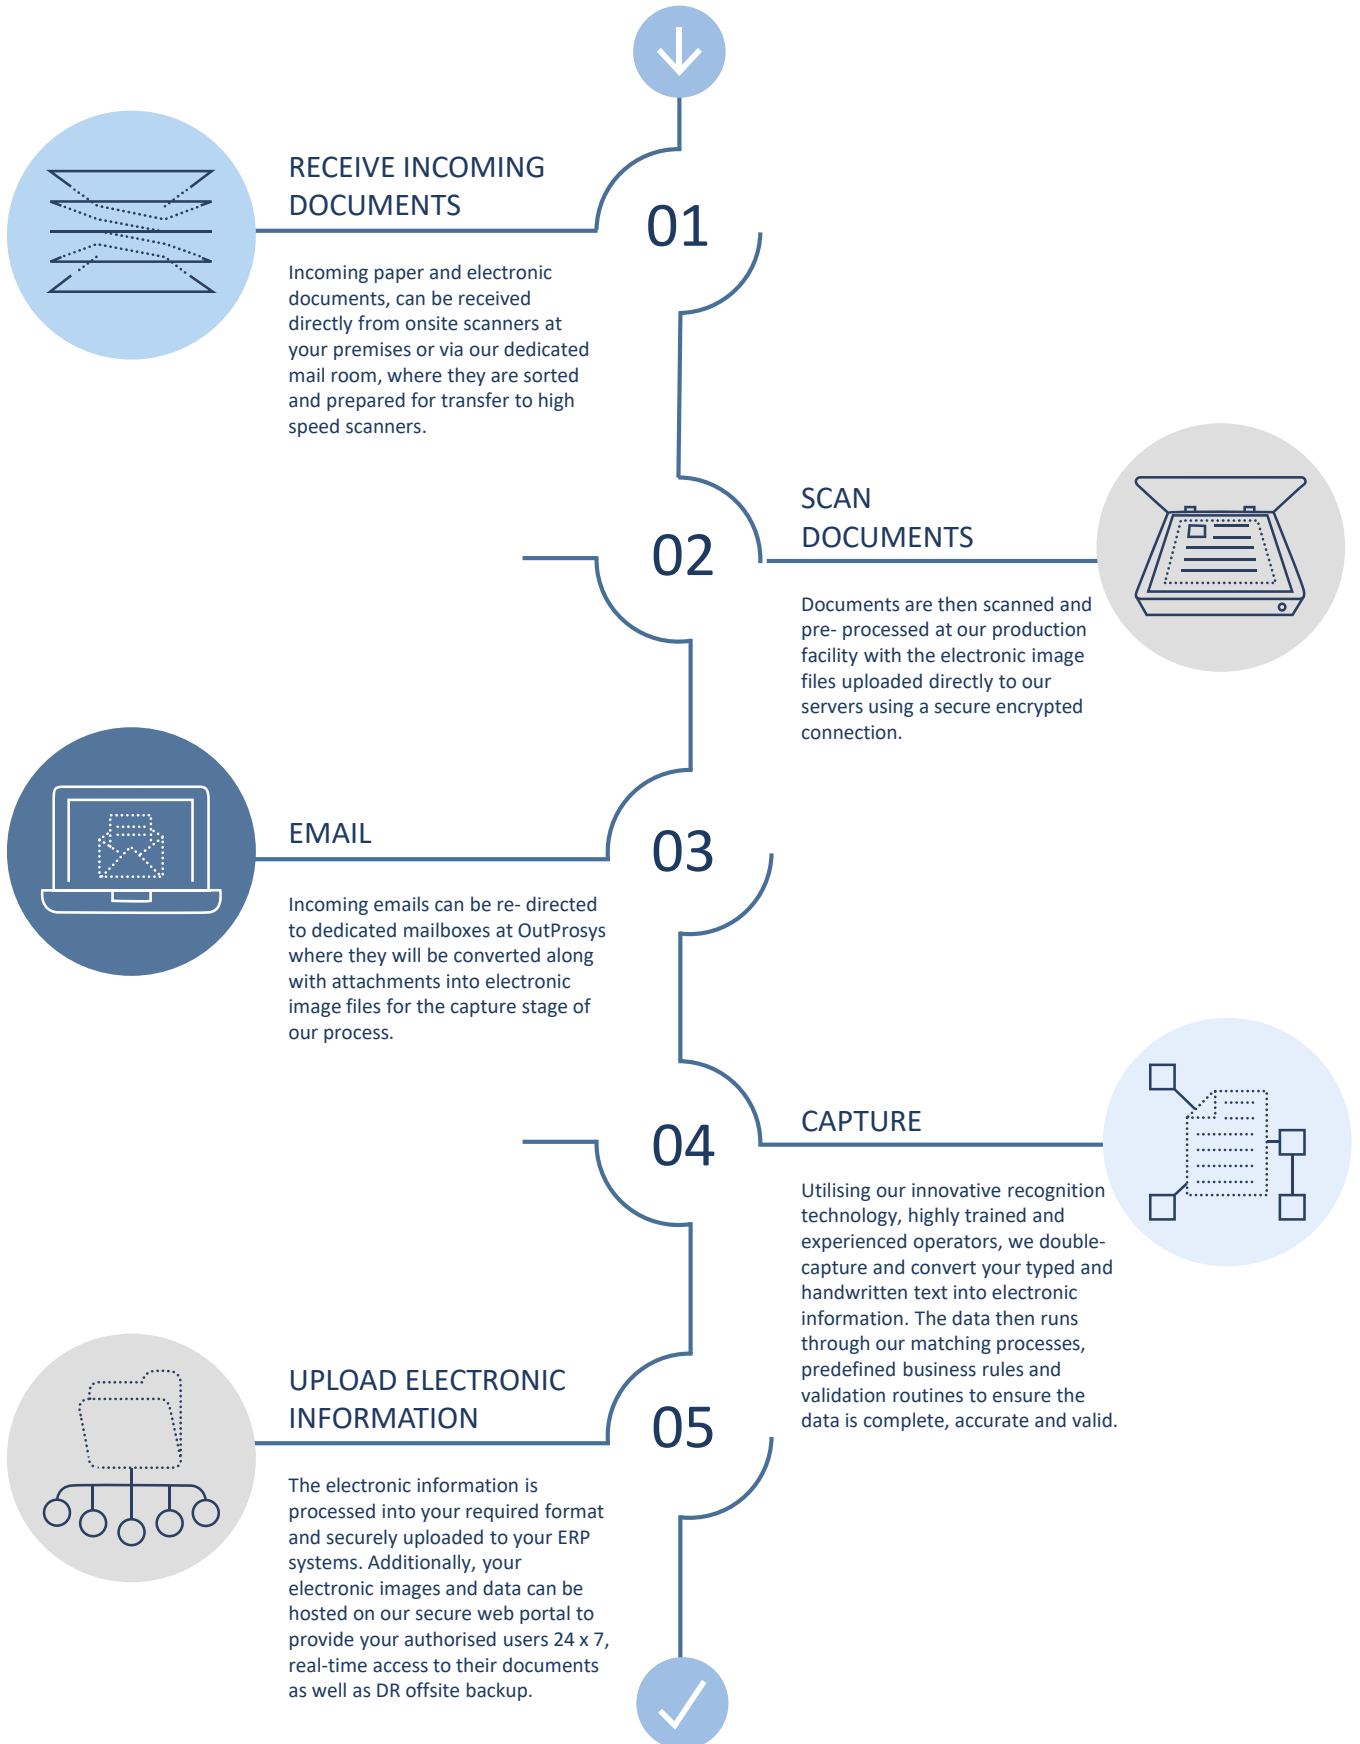 RECEIVE INCOMING
DOCUMENTS
01
Incoming paper and electronic
documents, can be received
directly from onsite scanners at
your premises or via our dedicated
mail room, where they are sorted
and prepared for transfer to high
speed scanners.
02
SCAN
DOCUMENTS
Documents are then scanned and
pre- processed at our production
facility with the electronic image
files uploaded directly to our
servers using a secure encrypted
connection.
EMAIL
03
Incoming emails can be re- directed
to dedicated mailboxes at OutProsys
where they will be converted along
with attachments into electronic
image files for the capture stage of
our process.
04
CAPTURE
Utilising our innovative recognition
technology, highly trained and
experienced operators, we double-
capture and convert your typed and
handwritten text into electronic
information. The data then runs
through our matching processes,
predefined business rules and
validation routines to ensure the
data is complete, accurate and valid.
UPLOAD ELECTRONIC
INFORMATION
05
The electronic information is
processed into your required format
and securely uploaded to your ERP
systems. Additionally, your
electronic images and data can be
hosted on our secure web portal to
provide your authorised users 24 x 7,
real-time access to their documents
as well as DR offsite backup.